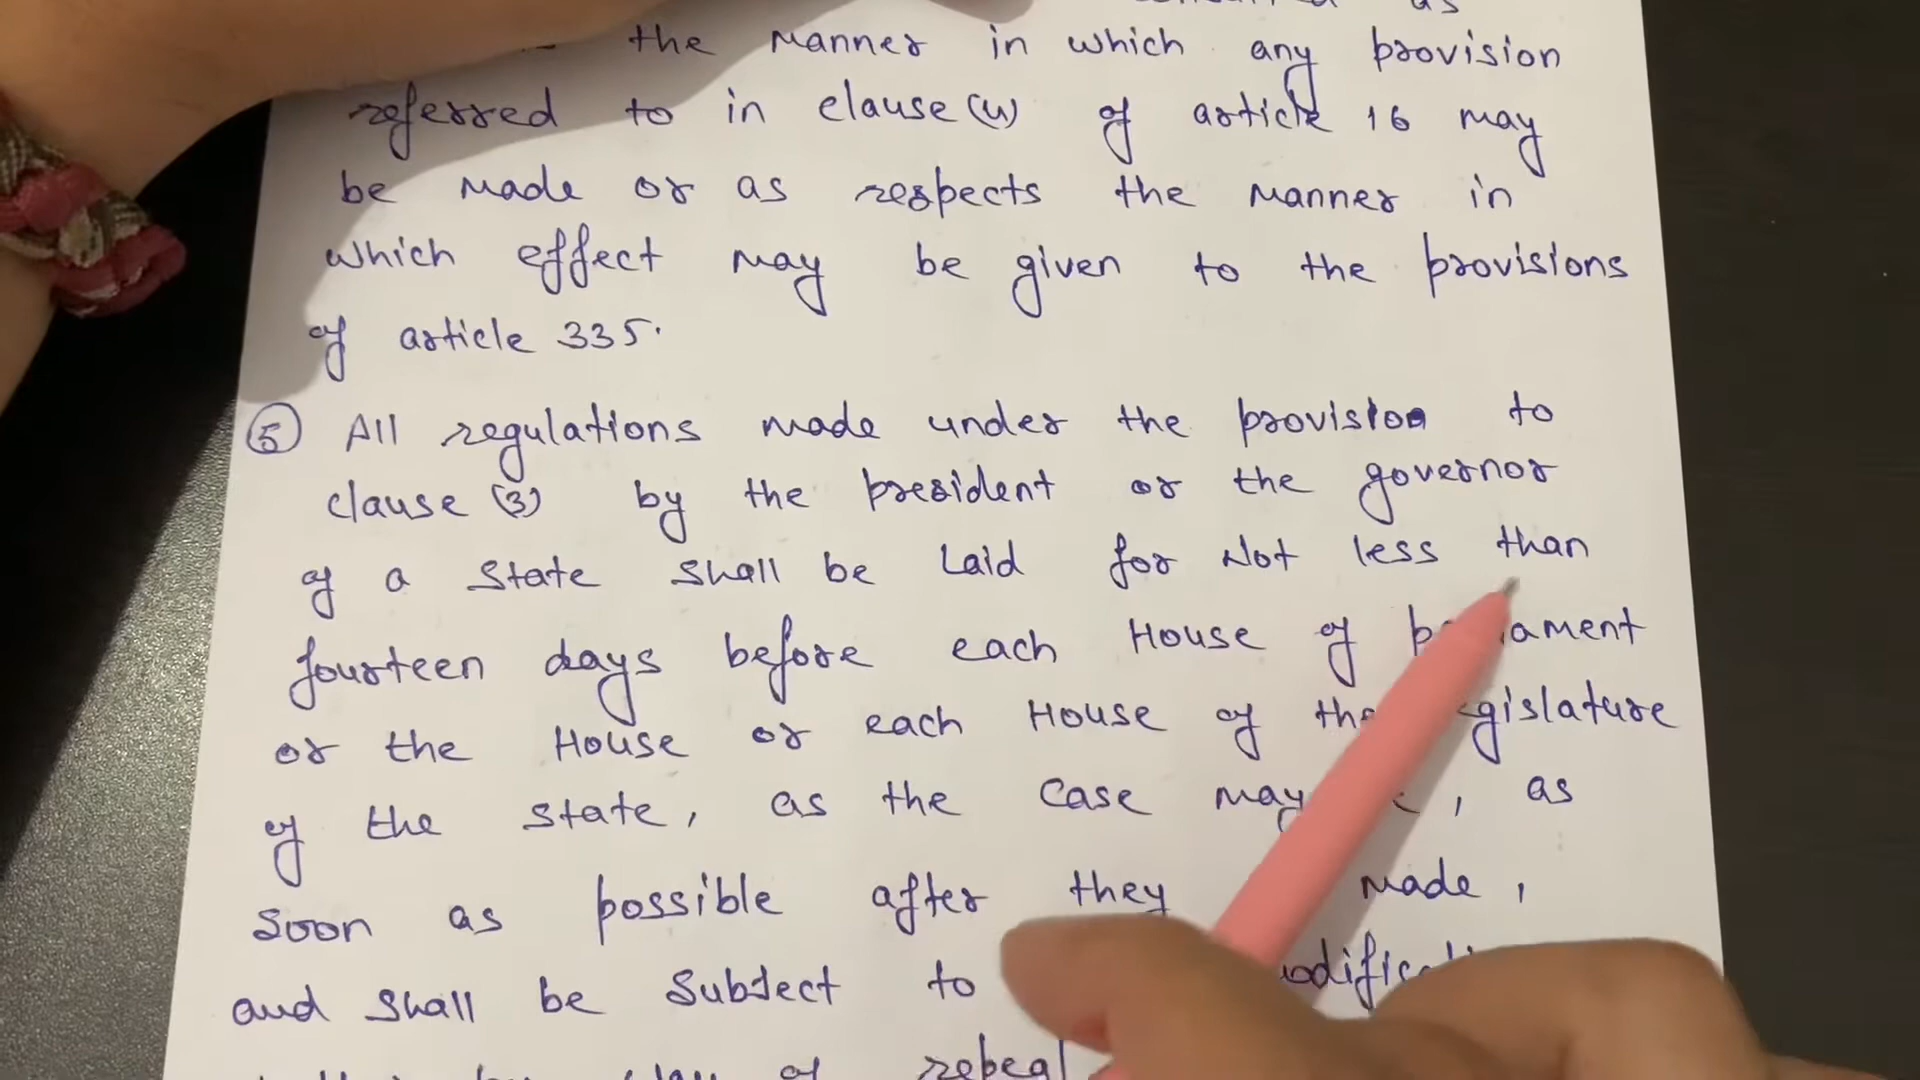 as
the manner in which any provision
referred to in clause (4) of article 16 may
be made or as respects the manner in
which effect may be given to the provisions
of article 335.
(5) All regulations made under the provision to
clause (3) by the president or the governor
of a state shall be laid for not less than
fourteen days before each House of
or the House or each House of the
of the state, as the case may , as
soon as possible after they made,
and shall be subject to
of repeal